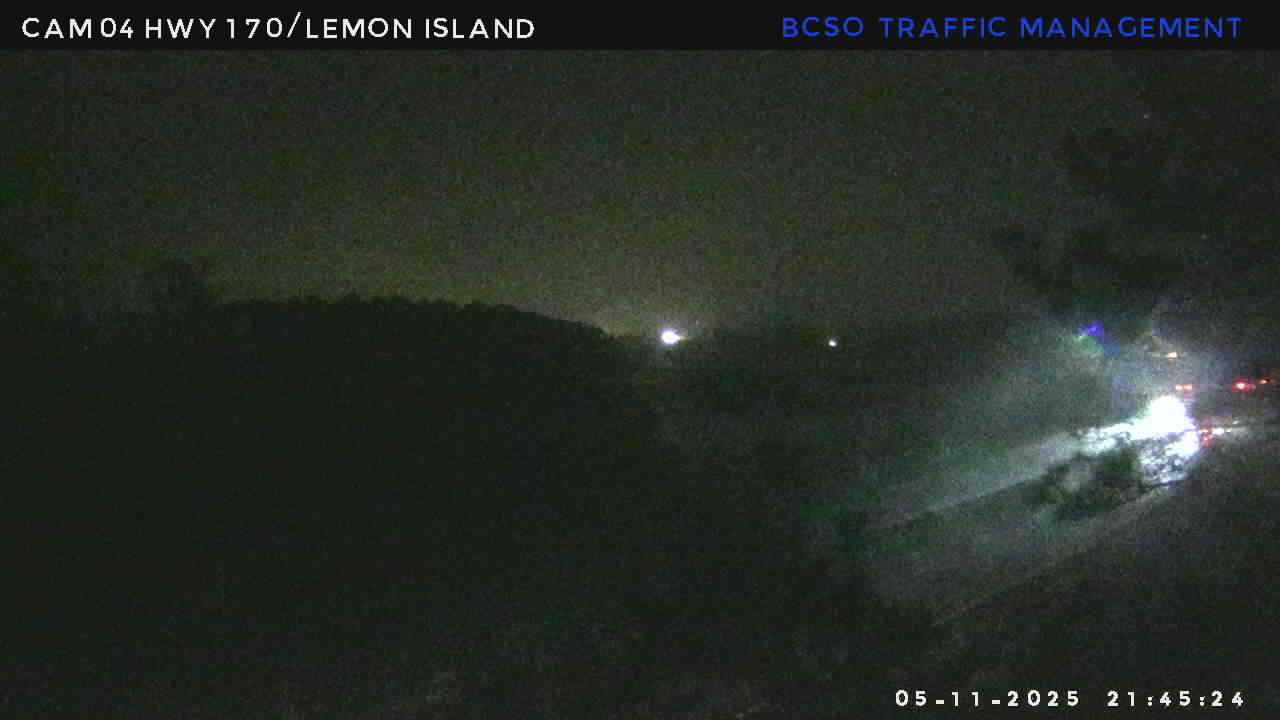 CAM04 HWY 170/LEMON ISLAND
BCSO TRAFFIC MANAGEMENT
05-11-2025 21:45:24